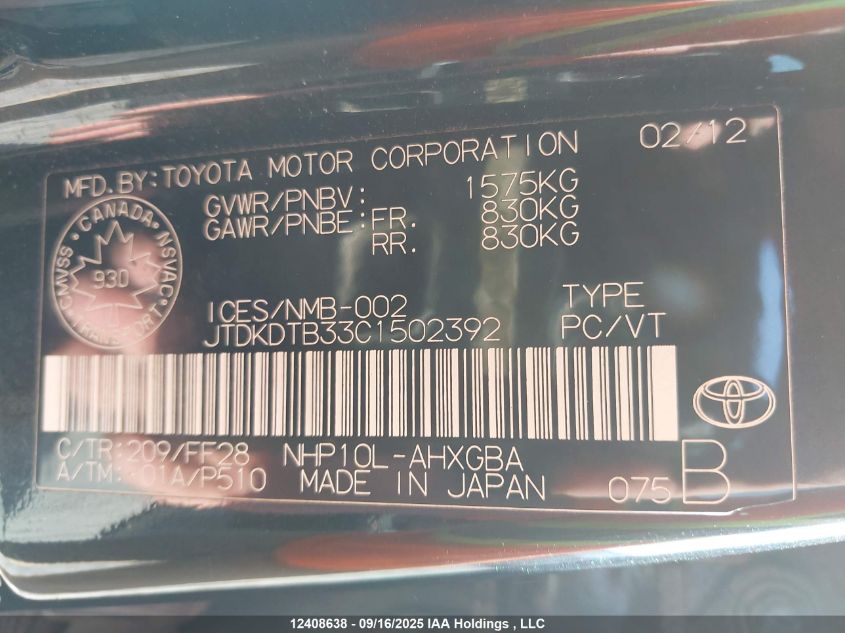 MFD.BY:TOYOTA MOTOR CORPORATION 02/12
GVWR/PNBV: 1575KG
GAWR/PNBE:FR. 830KG
RR. 830KG
CANADA
CMVSS NSVAC
930
TRANSPORT
ICES/NMB-002 TYPE
JTDKDTB33C1502392 PC/VT
C/TR:209/FF28 NHP10L-AHXGBA
A/TM:-01A/P510 MADE IN JAPAN 075 B
12408638 - 09/16/2025 IAA Holdings , LLC